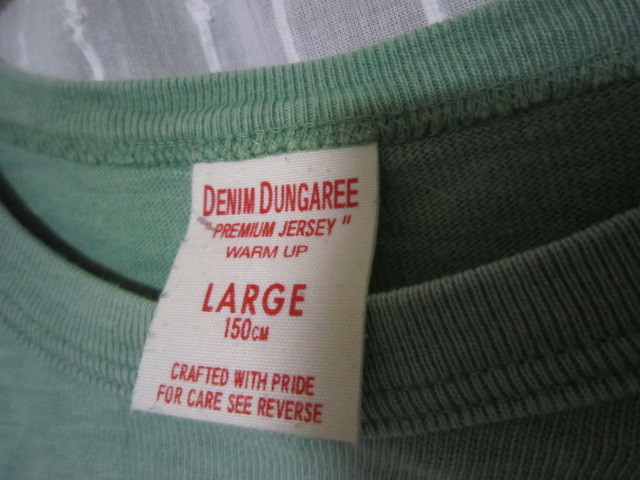 DENIM DUNGAREE
"PREMIUM JERSEY"
WARM UP
LARGE
150CM
CRAFTED WITH PRIDE
FOR CARE SEE REVERSE